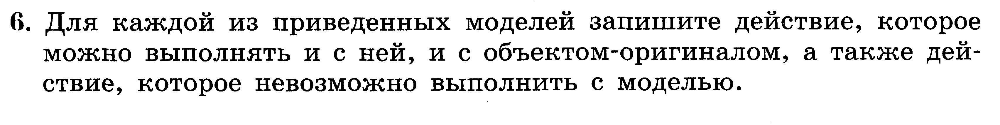 6. Для каждой из приведенных моделей запишите действие, которое
можно выполнять и с ней, и с объектом-оригиналом, а также дей-
ствие, которое невозможно выполнить с моделью.